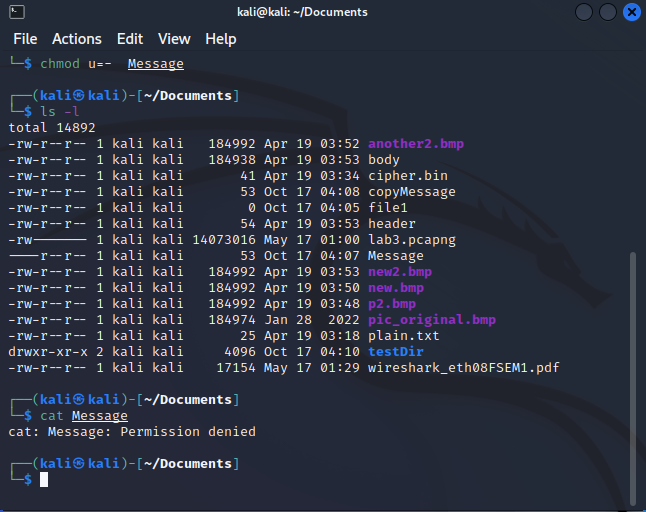 kali@kali: ~/Documents
File Actions Edit View Help
└─$ chmod u=-  Message
┌──(kali㉿kali)-[~/Documents]
└─$ ls -l
total 14892
-rw-r--r-- 1 kali kali   184992 Apr 19 03:52 another2.bmp
-rw-r--r-- 1 kali kali   184938 Apr 19 03:53 body
-rw-r--r-- 1 kali kali       41 Apr 19 03:34 cipher.bin
-rw-r--r-- 1 kali kali       53 Oct 17 04:08 copyMessage
-rw-r--r-- 1 kali kali        0 Oct 17 04:05 file1
-rw-r--r-- 1 kali kali       54 Apr 19 03:53 header
-rw------- 1 kali kali 14073016 May 17 01:00 lab3.pcapng
----r--r-- 1 kali kali       53 Oct 17 04:07 Message
-rw-r--r-- 1 kali kali   184992 Apr 19 03:53 new2.bmp
-rw-r--r-- 1 kali kali   184992 Apr 19 03:50 new.bmp
-rw-r--r-- 1 kali kali   184992 Apr 19 03:48 p2.bmp
-rw-r--r-- 1 kali kali   184974 Jan 28  2022 pic_original.bmp
-rw-r--r-- 1 kali kali       25 Apr 19 03:18 plain.txt
drwxr-xr-x 2 kali kali     4096 Oct 17 04:10 testDir
-rw-r--r-- 1 kali kali    17154 May 17 01:29 wireshark_eth08FSEM1.pdf
┌──(kali㉿kali)-[~/Documents]
└─$ cat Message
cat: Message: Permission denied
┌──(kali㉿kali)-[~/Documents]
└─$